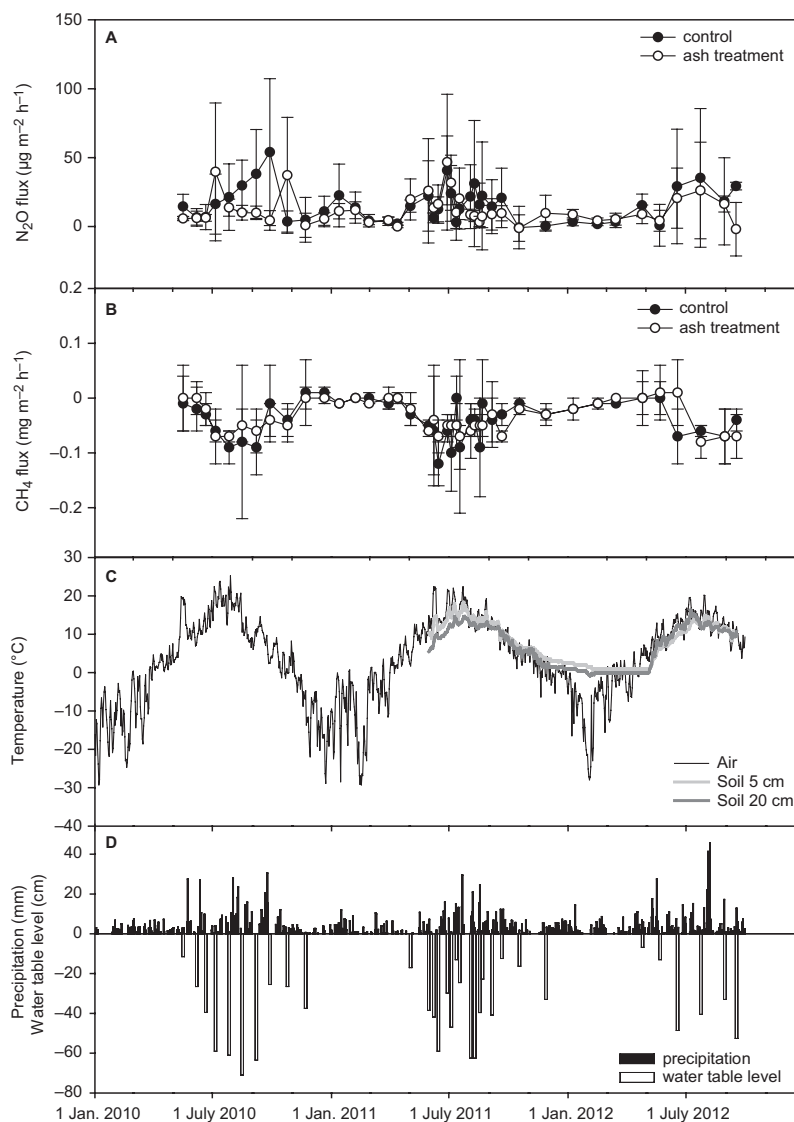 A
control
ash treatment
150
100
50
0
N₂O flux (µg m⁻² h⁻¹)
B
control
ash treatment
0.2
0.1
0
−0.1
−0.2
CH₄ flux (mg m⁻² h⁻¹)
C
30
20
10
0
−10
−20
−30
−40
Temperature (°C)
Air
Soil 5 cm
Soil 20 cm
D
40
20
0
−20
−40
−60
−80
Precipitation (mm)
Water table level (cm)
precipitation
water table level
1 Jan. 2010 1 July 2010 1 Jan. 2011 1 July 2011 1 Jan. 2012 1 July 2012